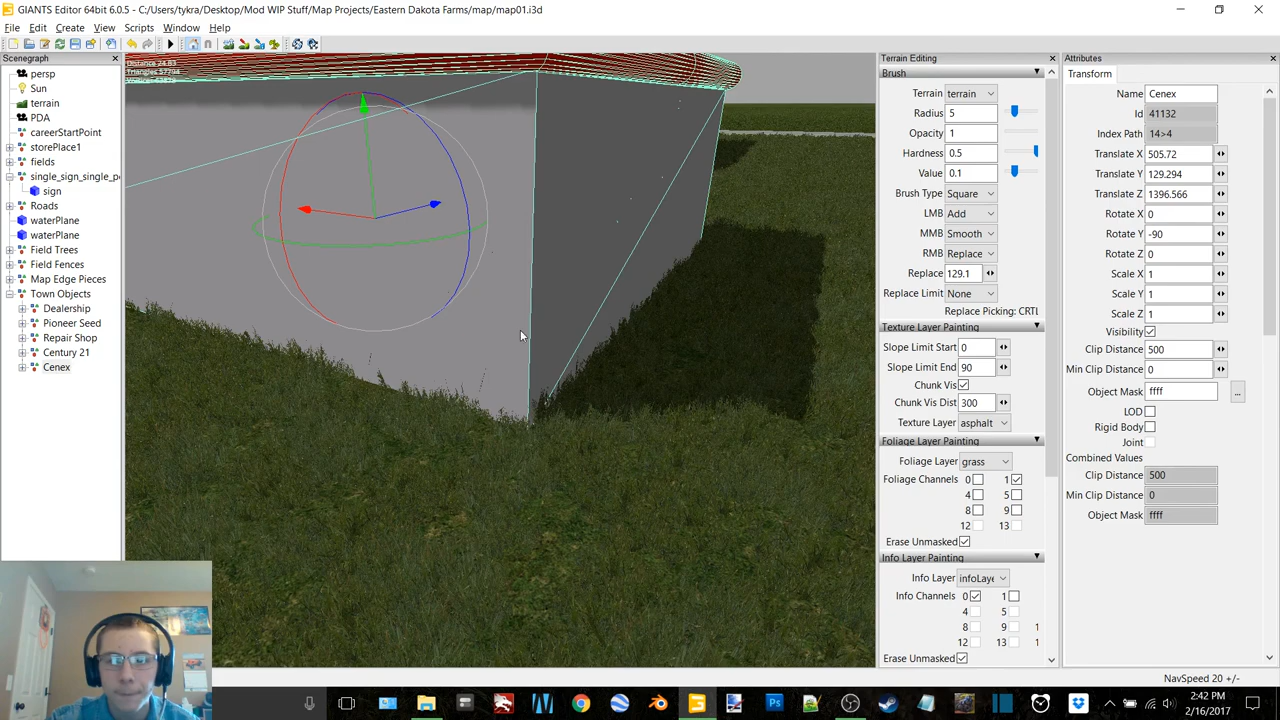 GIANTS Editor 64bit 6.0.5 - C:/Users/tykra/Desktop/Mod WIP Stuff/Map Projects/Eastern Dakota Farms/map/map01.i3d
File Edit Create View Scripts Window Help
Scenegraph
persp
Sun
terrain
PDA
careerStartPoint
storePlace1
fields
single_sign_single_p
sign
Roads
waterPlane
waterPlane
Field Trees
Field Fences
Map Edge Pieces
Town Objects
Dealership
Pioneer Seed
Repair Shop
Century 21
Cenex
Terrain Editing
Brush
Terrain terrain
Radius 5
Opacity 1
Hardness 0.5
Value 0.1
Brush Type Square
LMB Add
MMB Smooth
RMB Replace
Replace 129.1
Replace Limit None
Replace Picking: CRTL
Texture Layer Painting
Slope Limit Start 0
Slope Limit End 90
Chunk Vis
Chunk Vis Dist 300
Texture Layer asphalt
Foliage Layer Painting
Foliage Layer grass
Foliage Channels 0 1
4 5
8 9
12 13
Erase Unmasked
Info Layer Painting
Info Layer infoLaye
Info Channels 0 1
4 5
8 9 1
12 13 1
Erase Unmasked
Attributes
Transform
Name Cenex
Id 41132
Index Path 14>4
Translate X 505.72
Translate Y 129.294
Translate Z 1396.566
Rotate X 0
Rotate Y -90
Rotate Z 0
Scale X 1
Scale Y 1
Scale Z 1
Visibility
Clip Distance 500
Min Clip Distance 0
Object Mask ffff ...
LOD
Rigid Body
Joint
Combined Values
Clip Distance 500
Min Clip Distance 0
Object Mask ffff
NavSpeed 20 +/-
2:42 PM
2/16/2017